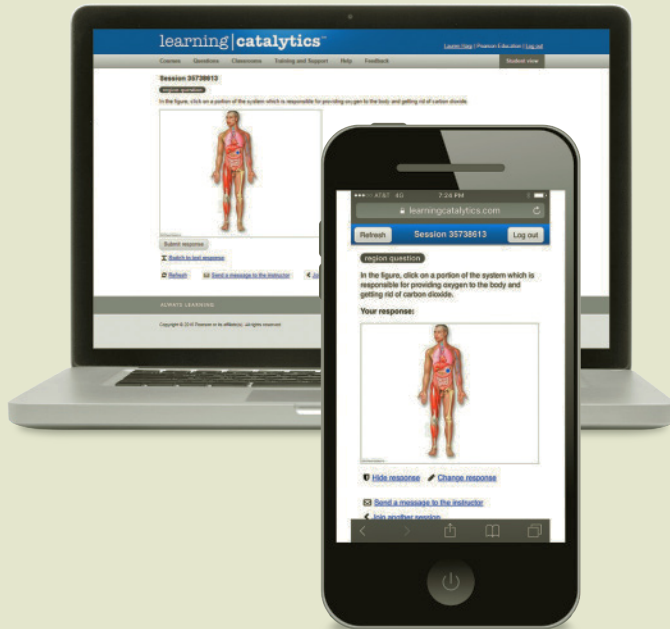 learning|catalytics™
Lauren Harp | Pearson Education | Log out
Courses Questions Classrooms Training and Support Help Feedback Student view
Session 35738613
region question
In the figure, click on a portion of the system which is responsible for providing oxygen to the body and getting rid of carbon dioxide.
Submit response
Switch to last response
Refresh Send a message to the instructor
ALWAYS LEARNING
AT&T 4G 7:24 PM
learningcatalytics.com
Refresh Session 35738613 Log out
region question
In the figure, click on a portion of the system which is
responsible for providing oxygen to the body and
getting rid of carbon dioxide.
Your response:
Hide response Change response
Send a message to the instructor
Join another session